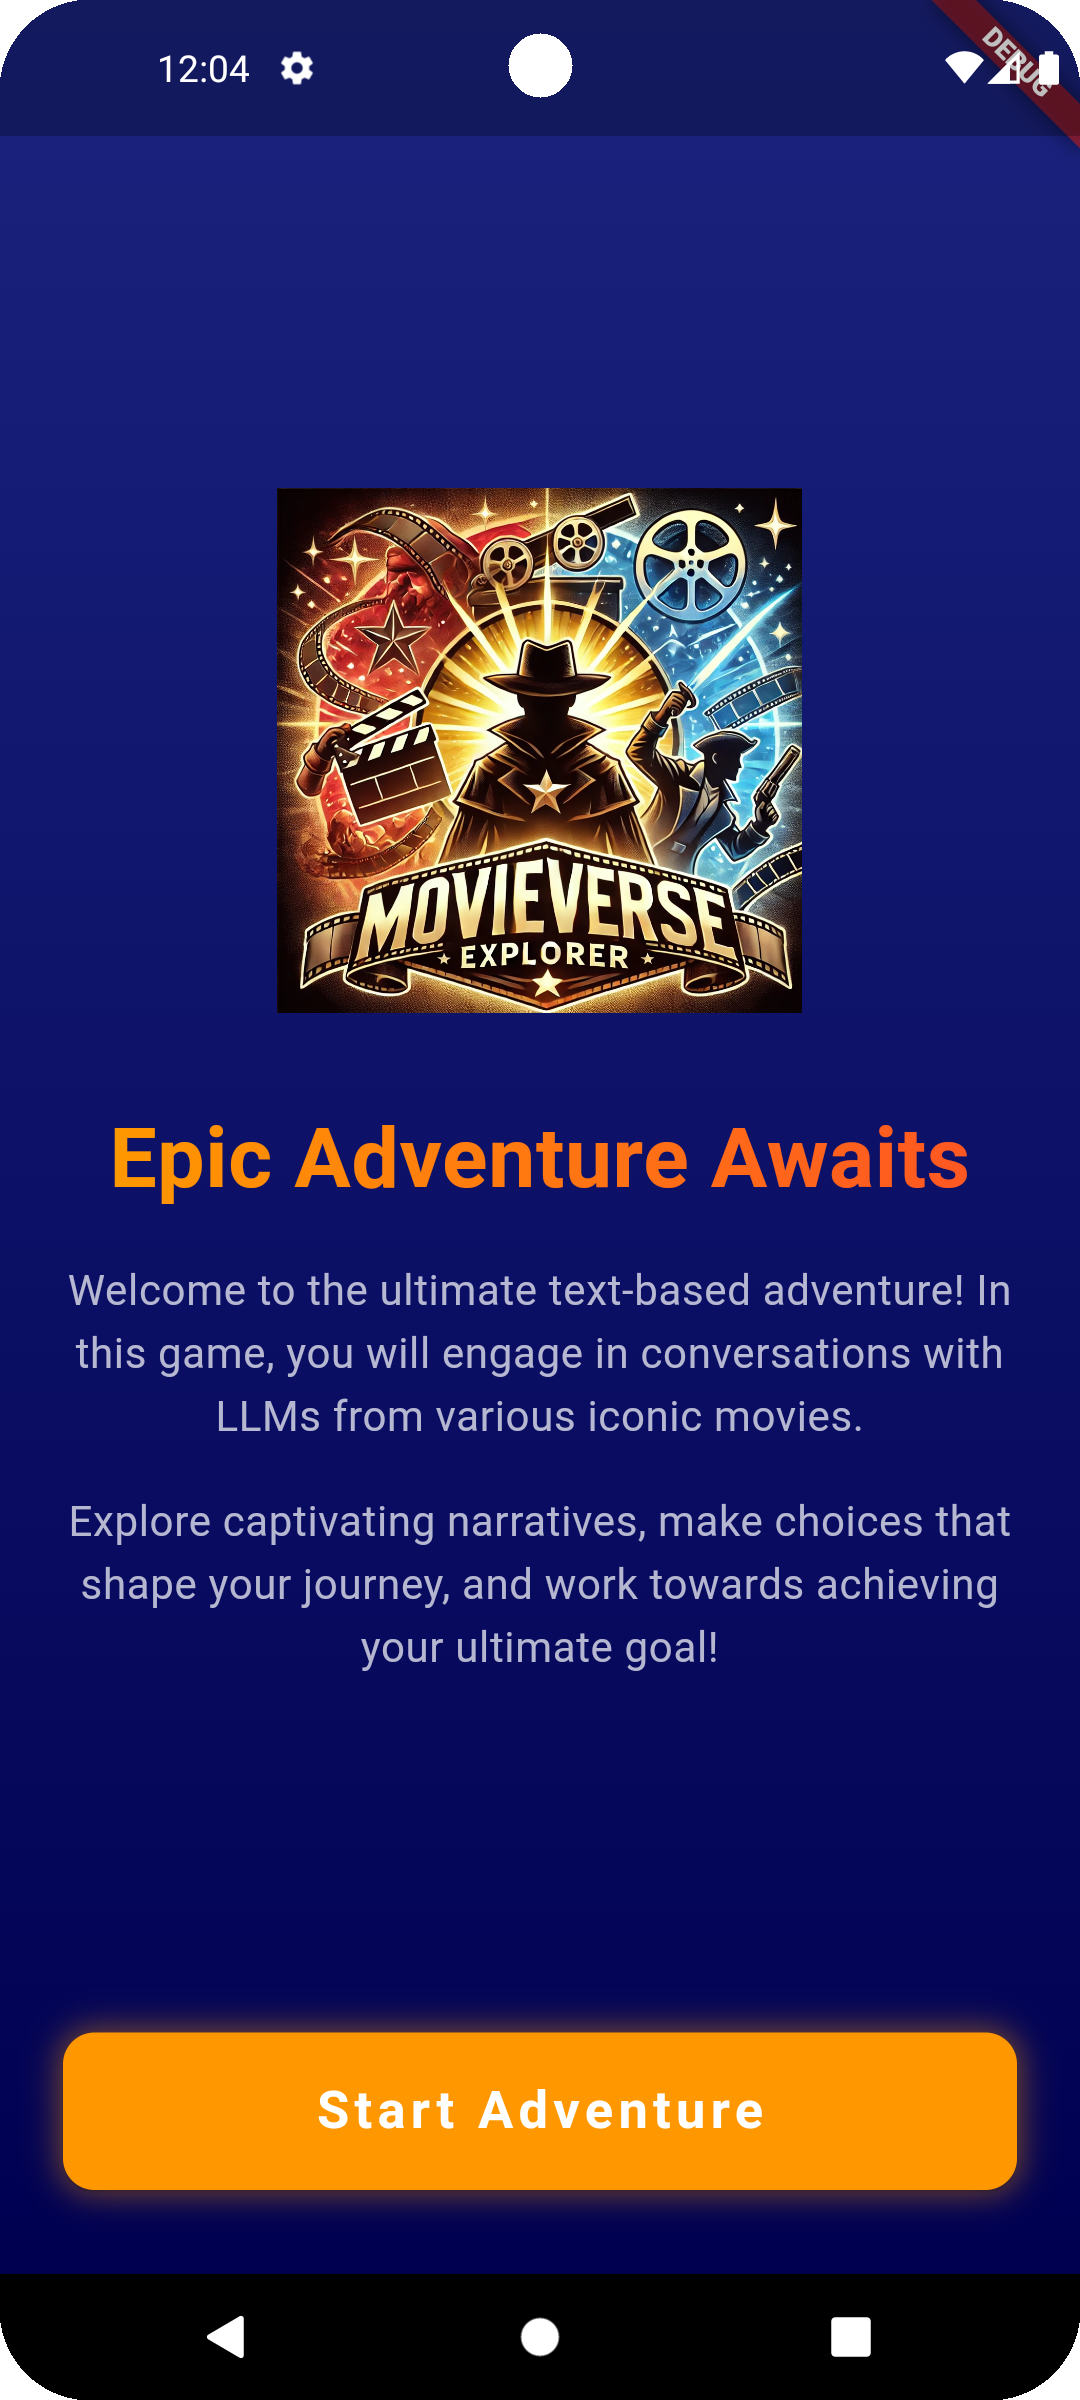 12:04
DEBUG
MOVIEVERSE
EXPLORER
Epic Adventure Awaits
Welcome to the ultimate text-based adventure! In
this game, you will engage in conversations with
LLMs from various iconic movies.
Explore captivating narratives, make choices that
shape your journey, and work towards achieving
your ultimate goal!
Start Adventure